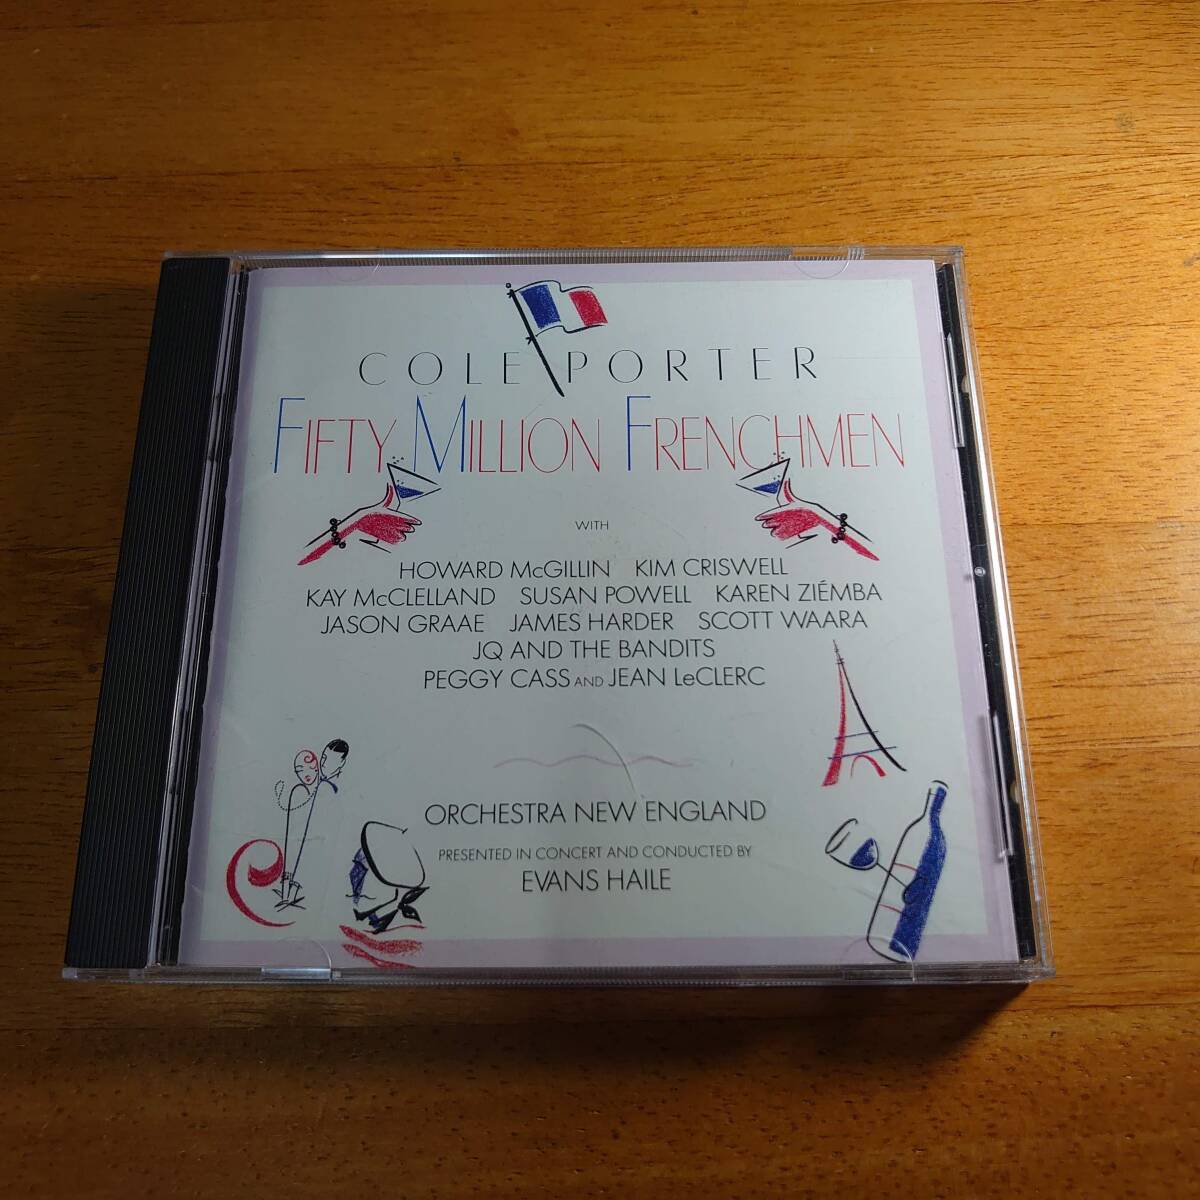 COLE PORTER
FIFTY MILLION FRENCHMEN
WITH
HOWARD McGILLIN KIM CRISWELL
KAY McCLELLAND SUSAN POWELL KAREN ZIÉMBA
JASON GRAAE JAMES HARDER SCOTT WAARA
JQ AND THE BANDITS
PEGGY CASS AND JEAN LeCLERC
ORCHESTRA NEW ENGLAND
PRESENTED IN CONCERT AND CONDUCTED BY
EVANS HAILE